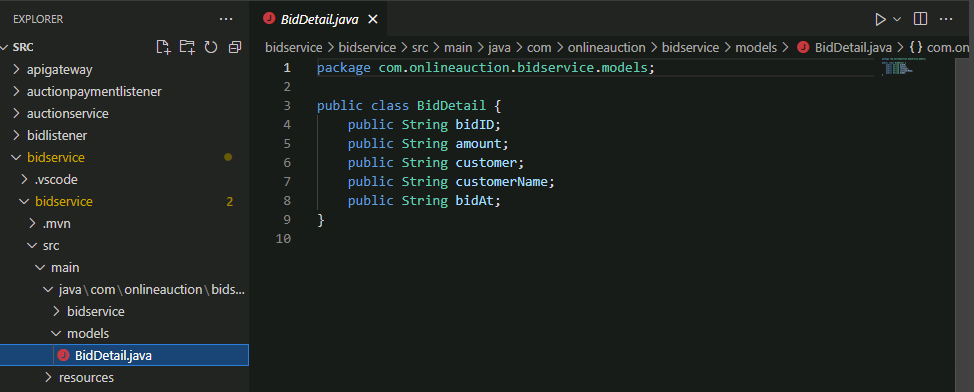 EXPLORER
SRC
apigateway
auctionpaymentlistener
auctionservice
bidlistener
bidservice
.vscode
bidservice 2
.mvn
src
main
java\com\onlineauction\bids...
bidservice
models
J BidDetail.java
resources
J BidDetail.java
bidservice > bidservice > src > main > java > com > onlineauction > bidservice > models > J BidDetail.java > {} com.on
1 package com.onlineauction.bidservice.models;
2
3 public class BidDetail {
4 public String bidID;
5 public String amount;
6 public String customer;
7 public String customerName;
8 public String bidAt;
9 }
10